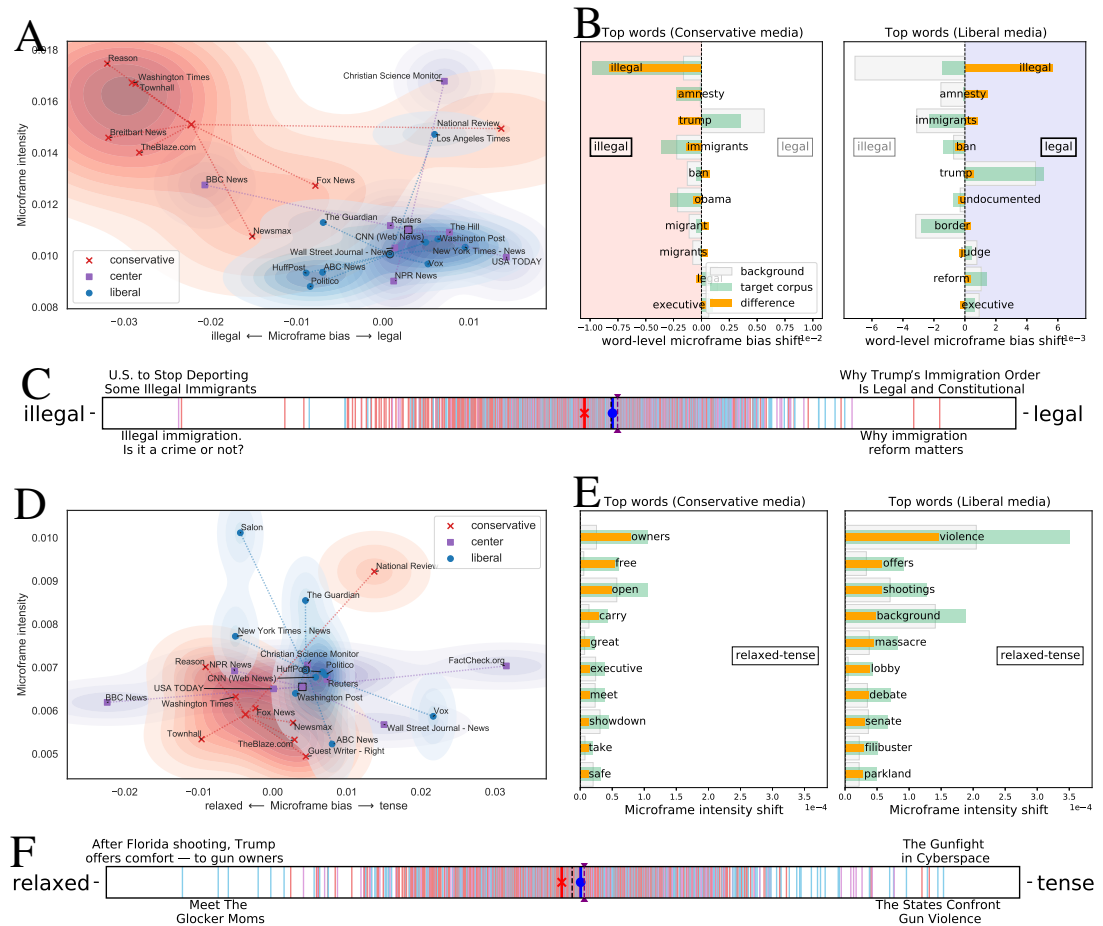 A
0.018
0.016
0.014
0.012
0.010
0.008
Microframe intensity
Reason
Washington Times
Townhall
Breitbart News
TheBlaze.com
BBC News
Fox News
Newsmax
Christian Science Monitor
National Review
Los Angeles Times
The Guardian
Reuters
CNN (Web News)
The Hill
Washington Post
Wall Street Journal - News
New York Times - News
USA TODAY
HuffPost
ABC News
Vox
Politico
NPR News
conservative
center
liberal
−0.03 −0.02 −0.01 0.00 0.01
illegal ⟵ Microframe bias ⟶ legal
B
Top words (Conservative media)
illegal
amnesty
trump
immigrants
ban
obama
migrant
migrants
legal
executive
illegal
legal
background
target corpus
difference
−1.00 −0.75 −0.50 −0.25 0.00 0.25 0.50 0.75 1.00
1e−2
word-level microframe bias shift
Top words (Liberal media)
illegal
amnesty
immigrants
ban
trump
undocumented
border
judge
reform
executive
illegal
legal
−6 −4 −2 0 2 4 6
1e−3
word-level microframe bias shift
C
U.S. to Stop Deporting
Some Illegal Immigrants
Why Trump's Immigration Order
Is Legal and Constitutional
illegal
legal
Illegal immigration.
Is it a crime or not?
Why immigration
reform matters
D
0.010
0.009
0.008
0.007
0.006
0.005
Microframe intensity
conservative
center
liberal
Salon
National Review
The Guardian
New York Times - News
Christian Science Monitor
Reason
NPR News
HuffPost
Politico
FactCheck.org
CNN (Web News)
Reuters
USA TODAY
BBC News
Washington Times
Washington Post
Fox News
Vox
Newsmax
Wall Street Journal - News
Townhall
TheBlaze.com
ABC News
Guest Writer - Right
−0.02 −0.01 0.00 0.01 0.02 0.03
relaxed ⟵ Microframe bias ⟶ tense
E
Top words (Conservative media)
owners
free
open
carry
great
executive
meet
showdown
take
safe
relaxed-tense
0.0 0.5 1.0 1.5 2.0 2.5 3.0 3.5
1e−4
Microframe intensity shift
Top words (Liberal media)
violence
offers
shootings
background
massacre
lobby
debate
senate
filibuster
parkland
relaxed-tense
0.0 0.5 1.0 1.5 2.0 2.5 3.0 3.5
1e−4
Microframe intensity shift
F
After Florida shooting, Trump
offers comfort — to gun owners
The Gunfight
in Cyberspace
relaxed
tense
Meet The
Glocker Moms
The States Confront
Gun Violence